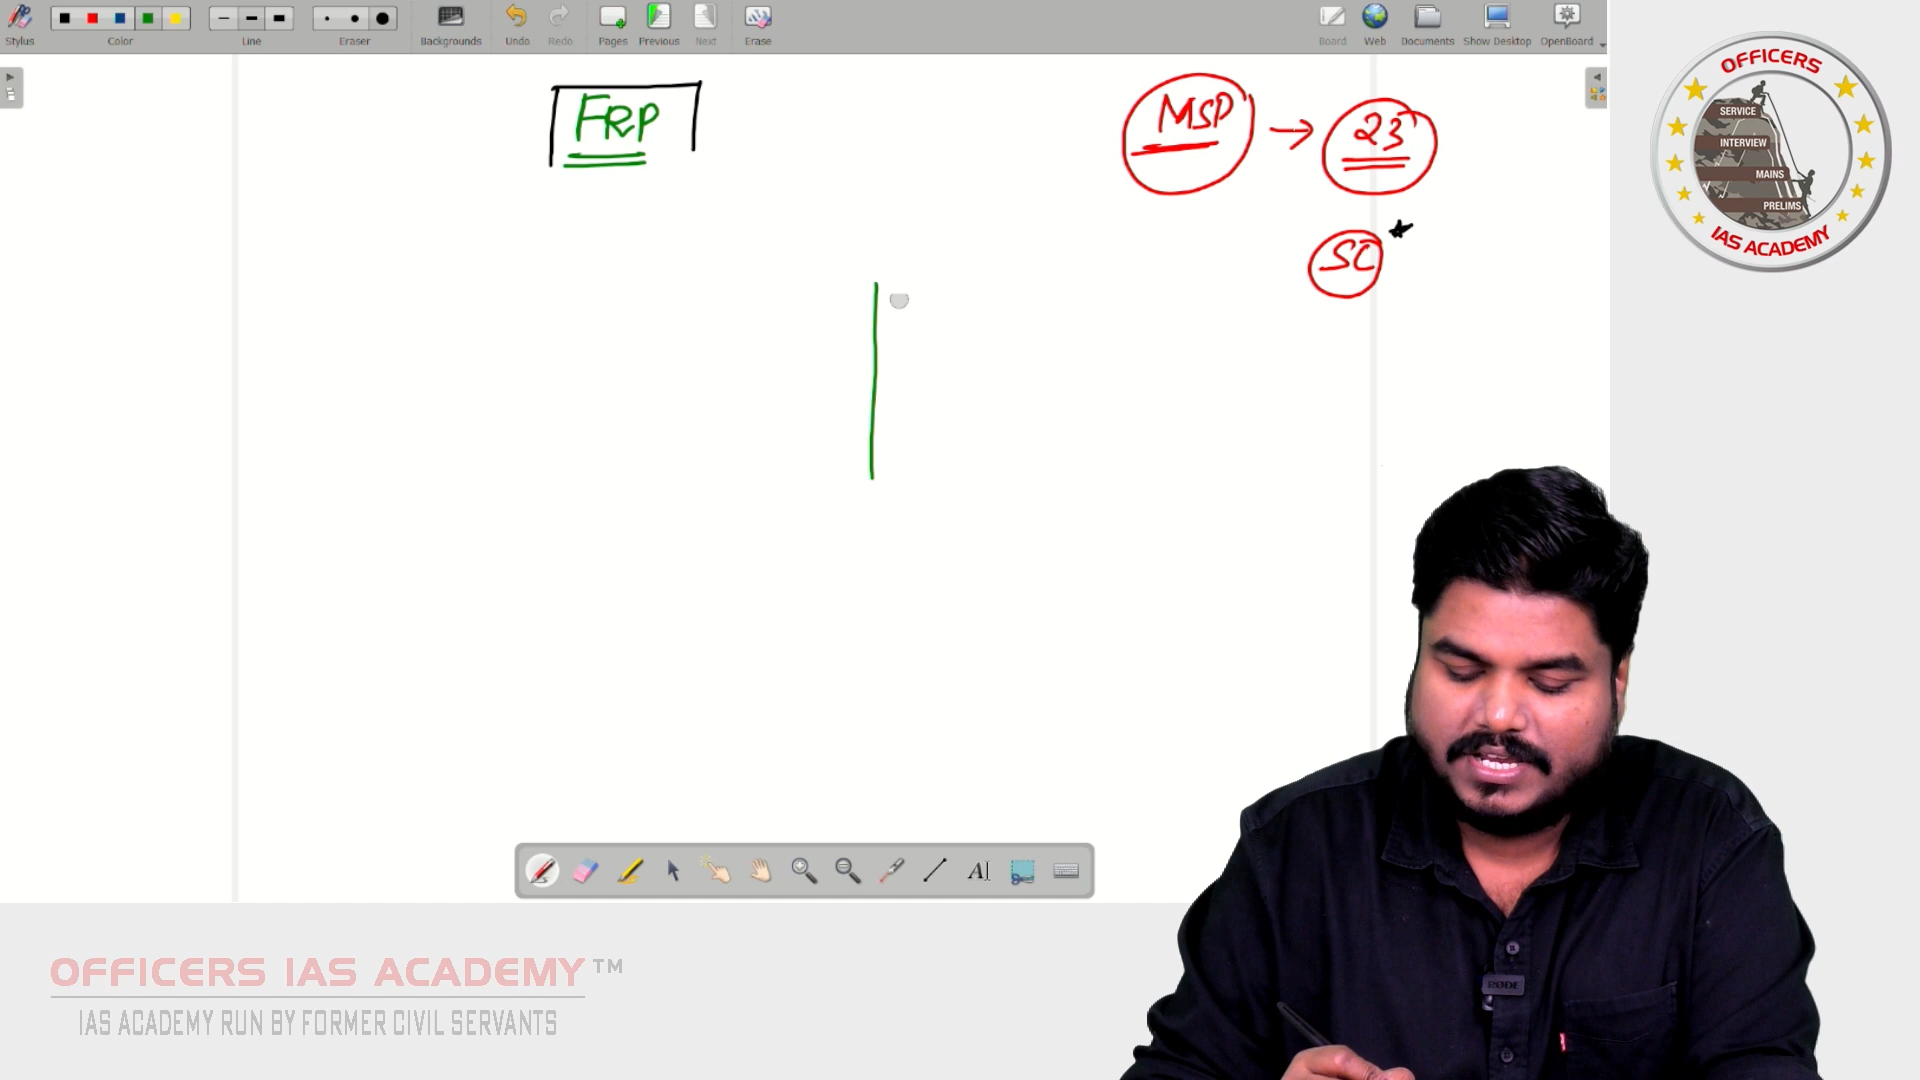 Stylus
Color
Line
Eraser
Backgrounds
Undo
Redo
Pages
Previous
Next
Erase
Board
Web
Documents
Show Desktop
OpenBoard
FRP
MSP → 23
SC
OFFICERS
SERVICE
INTERVIEW
MAINS
PRELIMS
IAS ACADEMY
AI
RODE
OFFICERS IAS ACADEMY™
IAS ACADEMY RUN BY FORMER CIVIL SERVANTS